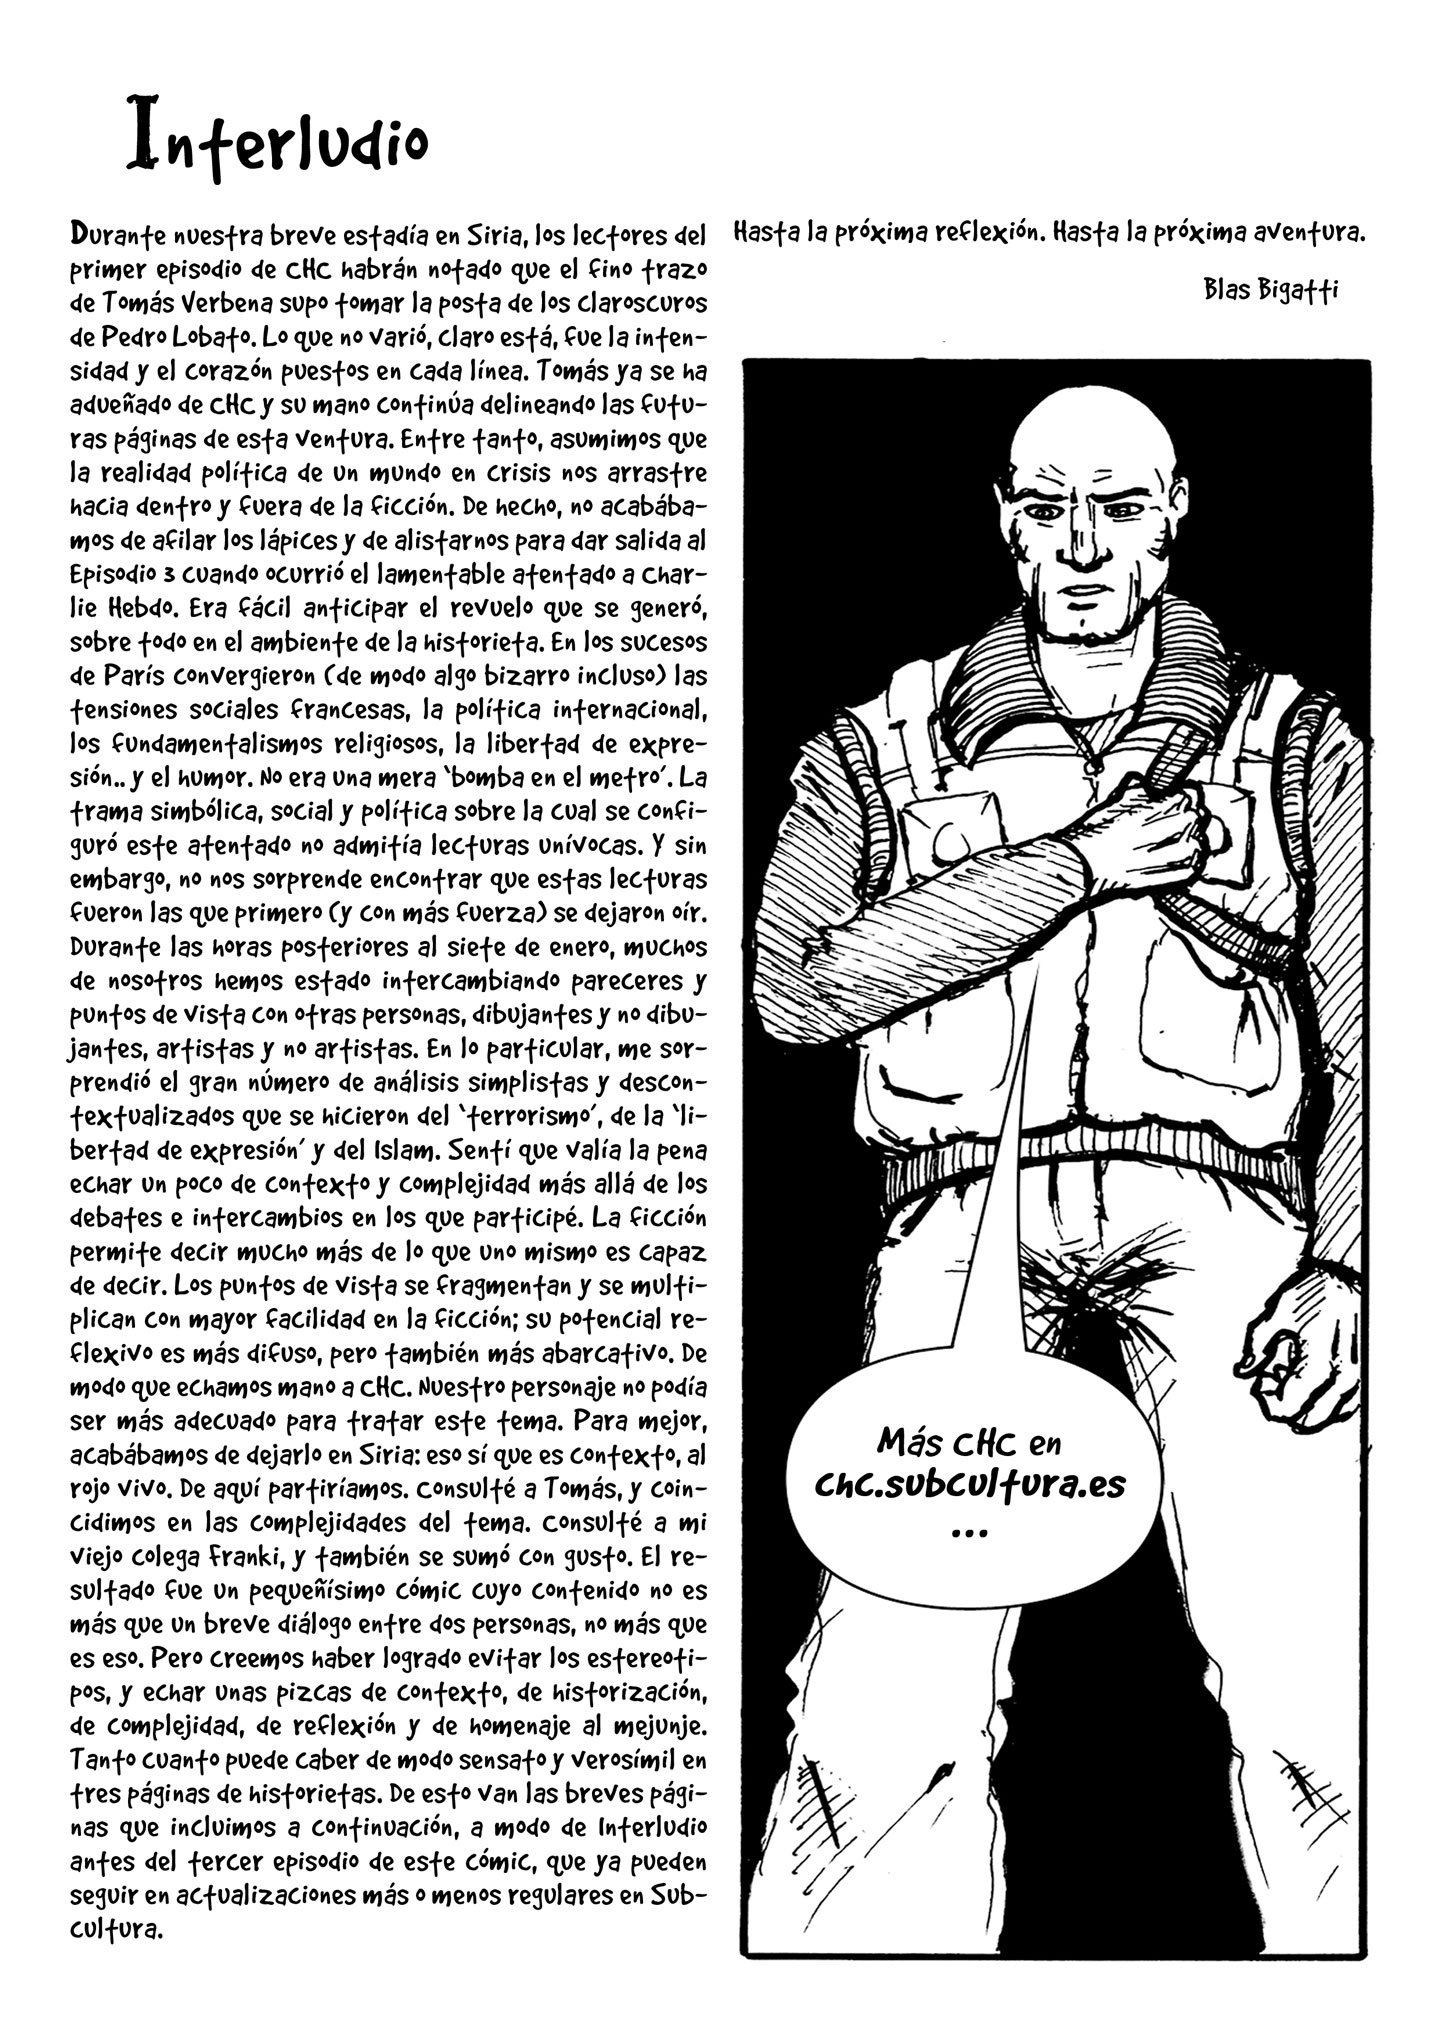 Interludio
Durante nuestra breve estadía en Siria, los lectores del
primer episodio de CHC habrán notado que el fino trazo
de Tomás Verbena supo tomar la posta de los claroscuros
de Pedro Lobato. Lo que no varió, claro está, fue la inten-
sidad y el corazón puestos en cada línea. Tomás ya se ha
adueñado de CHC y su mano continúa delineando las futu-
ras páginas de esta ventura. Entre tanto, asumimos que
la realidad política de un mundo en crisis nos arrastre
hacia dentro y fuera de la ficción. De hecho, no acabába-
mos de afilar los lápices y de alistarnos para dar salida al
Episodio 3 cuando ocurrió el lamentable atentado a Char-
lie Hebdo. Era fácil anticipar el revuelo que se generó,
sobre todo en el ambiente de la historieta. En los sucesos
de París convergieron (de modo algo bizarro incluso) las
tensiones sociales francesas, la política internacional,
los fundamentalismos religiosos, la libertad de expre-
sión.. y el humor. No era una mera ‘bomba en el metro’. La
trama simbólica, social y política sobre la cual se confi-
guró este atentado no admitía lecturas unívocas. Y sin
embargo, no nos sorprende encontrar que estas lecturas
fueron las que primero (y con más fuerza) se dejaron oír.
Durante las horas posteriores al siete de enero, muchos
de nosotros hemos estado intercambiando pareceres y
puntos de vista con otras personas, dibujantes y no dibu-
jantes, artistas y no artistas. En lo particular, me sor-
prendió el gran número de análisis simplistas y descon-
textualizados que se hicieron del ‘terrorismo’, de la ‘li-
bertad de expresión’ y del Islam. Sentí que valía la pena
echar un poco de contexto y complejidad más allá de los
debates e intercambios en los que participé. La ficción
permite decir mucho más de lo que uno mismo es capaz
de decir. Los puntos de vista se fragmentan y se multi-
plican con mayor facilidad en la ficción; su potencial re-
flexivo es más difuso, pero también más abarcativo. De
modo que echamos mano a CHC. Nuestro personaje no podía
ser más adecuado para tratar este tema. Para mejor,
acabábamos de dejarlo en Siria: eso sí que es contexto, al
rojo vivo. De aquí partiríamos. Consulté a Tomás, y coin-
cidimos en las complejidades del tema. Consulté a mi
viejo colega Franki, y también se sumó con gusto. El re-
sultado fue un pequeñísimo cómic cuyo contenido no es
más que un breve diálogo entre dos personas, no más que
es eso. Pero creemos haber logrado evitar los estereoti-
pos, y echar unas pizcas de contexto, de historización,
de complejidad, de reflexión y de homenaje al mejunje.
Tanto cuanto puede caber de modo sensato y verosímil en
tres páginas de historietas. De esto van las breves pági-
nas que incluimos a continuación, a modo de Interludio
antes del tercer episodio de este cómic, que ya pueden
seguir en actualizaciones más o menos regulares en Sub-
cultura.
Hasta la próxima reflexión. Hasta la próxima aventura.
Blas Bigatti
Más CHC en
chc.subcultura.es
...